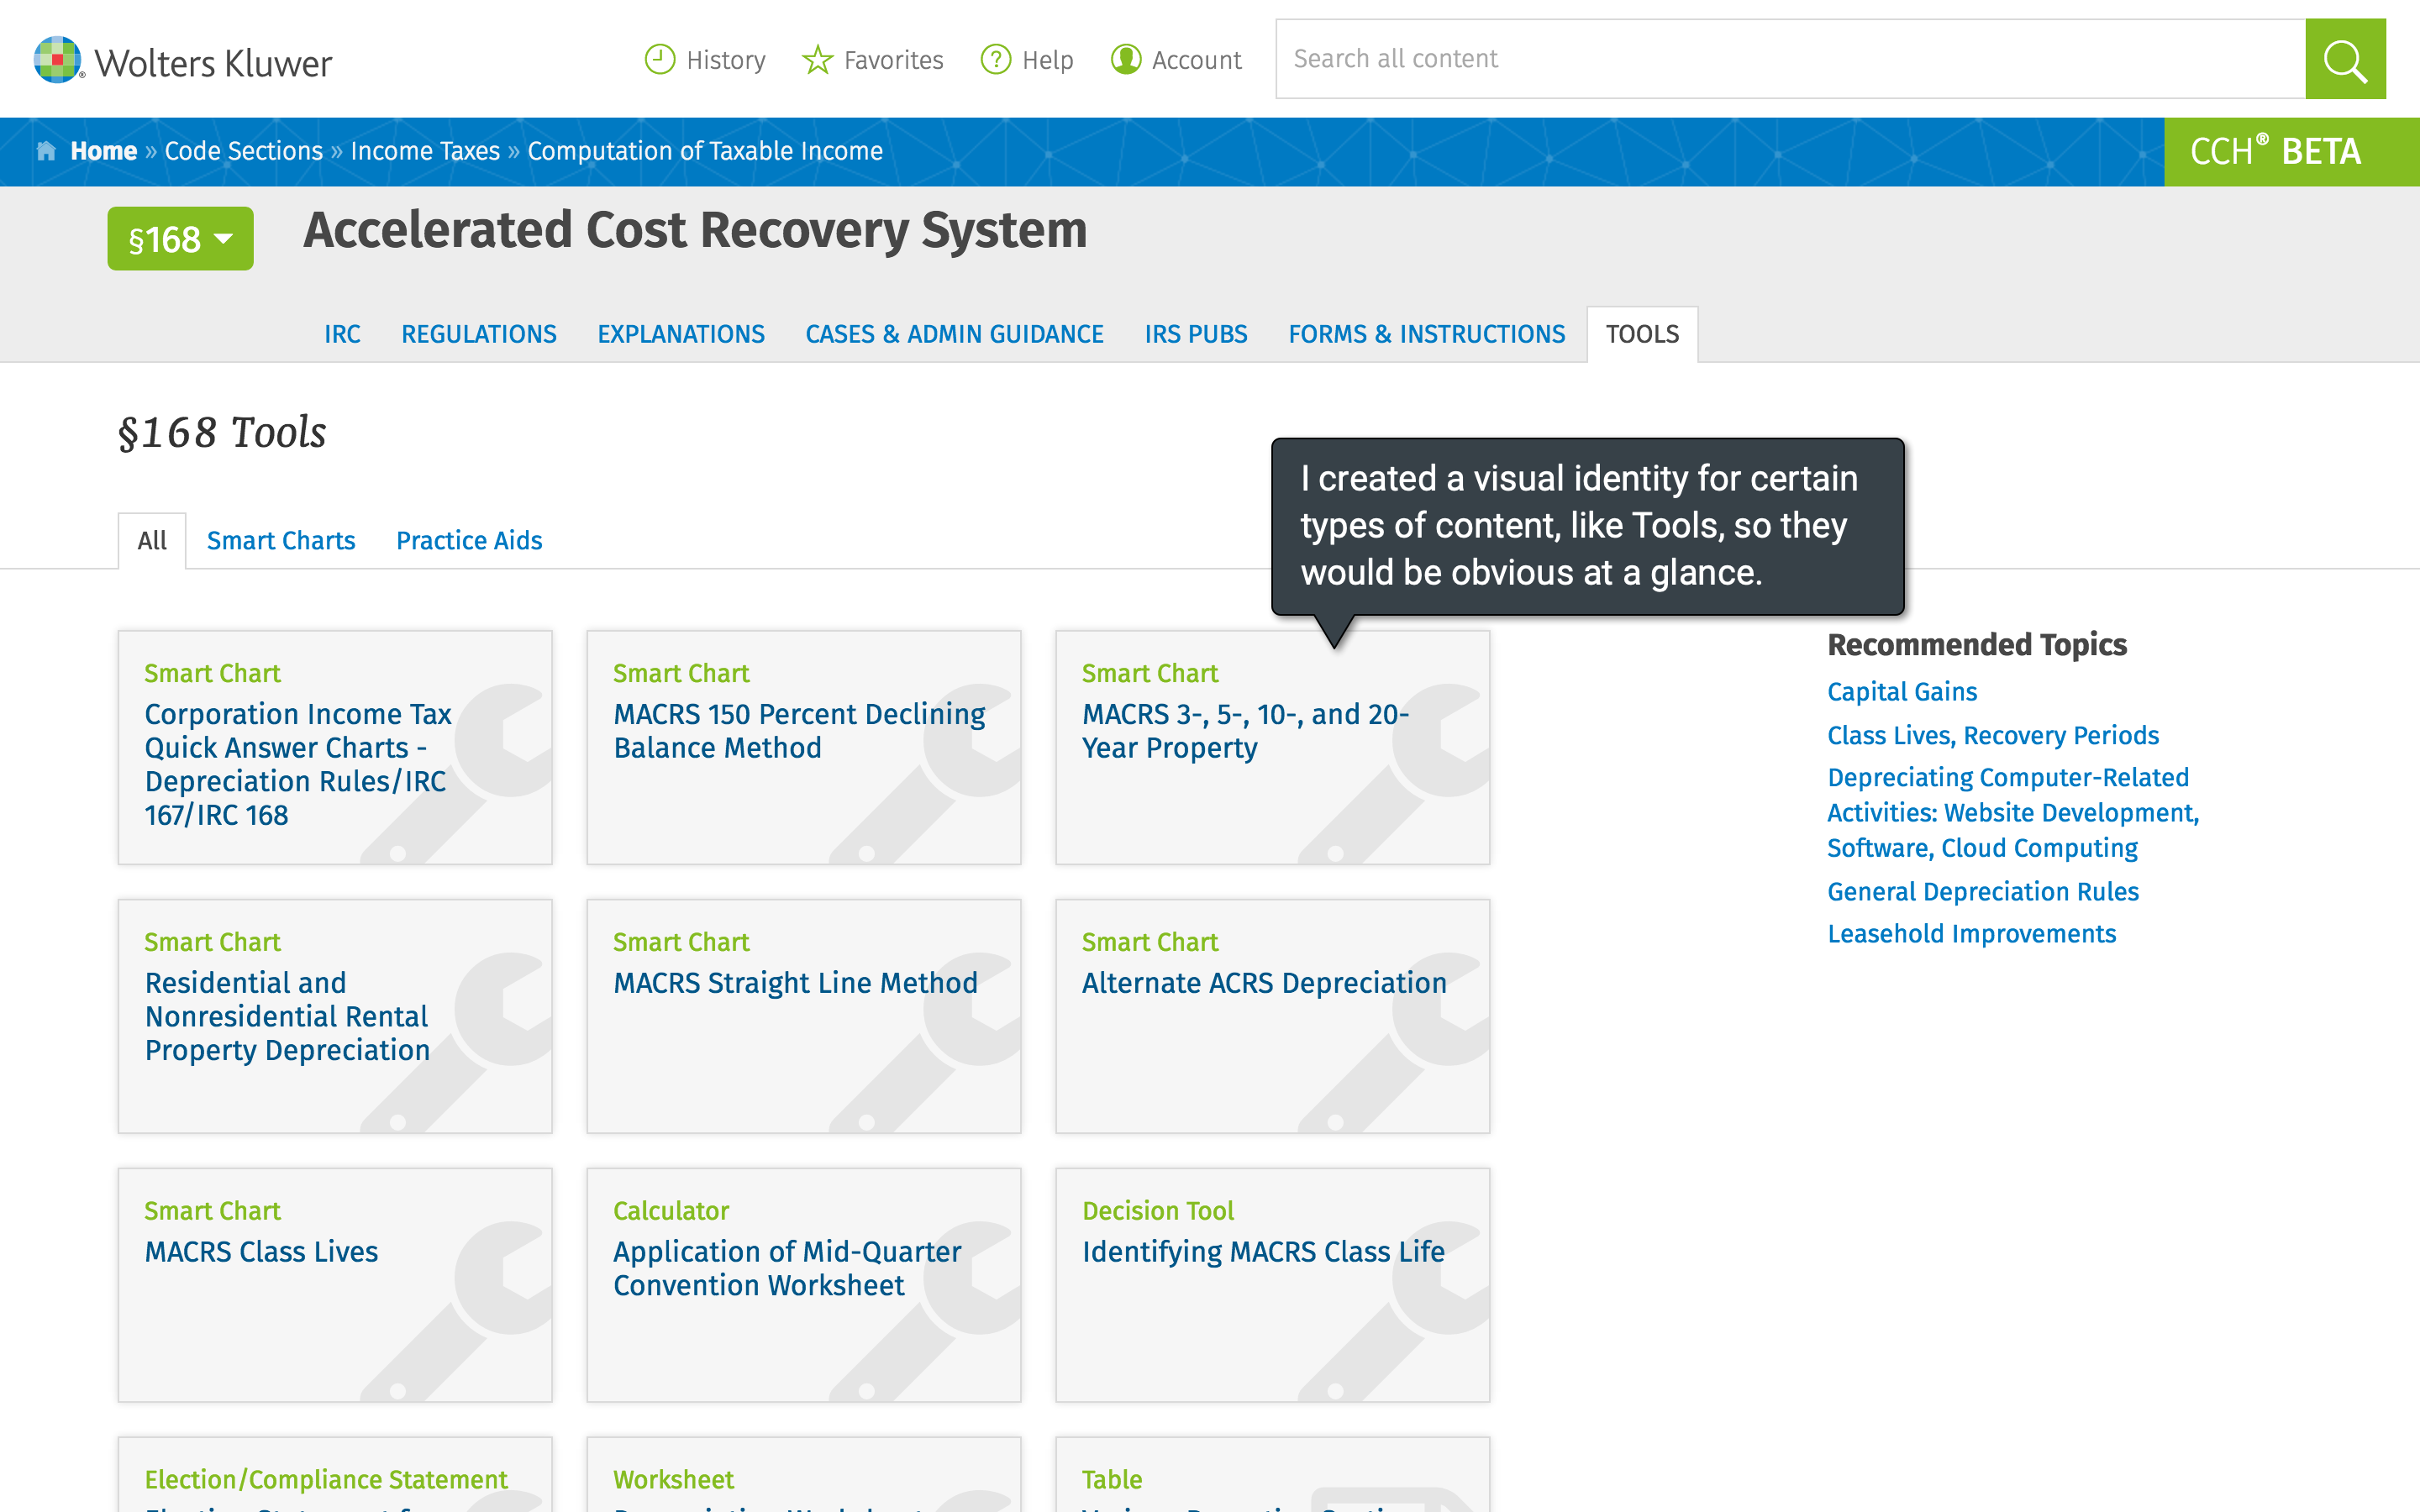 Wolters Kluwer
History
Favorites
Help
Account
Search all content
Home » Code Sections » Income Taxes » Computation of Taxable Income
CCH® BETA
§168
Accelerated Cost Recovery System
IRC
REGULATIONS
EXPLANATIONS
CASES & ADMIN GUIDANCE
IRS PUBS
FORMS & INSTRUCTIONS
TOOLS
§168 Tools
I created a visual identity for certain
types of content, like Tools, so they
would be obvious at a glance.
All
Smart Charts
Practice Aids
Smart Chart
Corporation Income Tax
Quick Answer Charts -
Depreciation Rules/IRC
167/IRC 168
Smart Chart
MACRS 150 Percent Declining
Balance Method
Smart Chart
MACRS 3-, 5-, 10-, and 20-
Year Property
Smart Chart
Residential and
Nonresidential Rental
Property Depreciation
Smart Chart
MACRS Straight Line Method
Smart Chart
Alternate ACRS Depreciation
Smart Chart
MACRS Class Lives
Calculator
Application of Mid-Quarter
Convention Worksheet
Decision Tool
Identifying MACRS Class Life
Election/Compliance Statement
Worksheet
Table
Recommended Topics
Capital Gains
Class Lives, Recovery Periods
Depreciating Computer-Related
Activities: Website Development,
Software, Cloud Computing
General Depreciation Rules
Leasehold Improvements